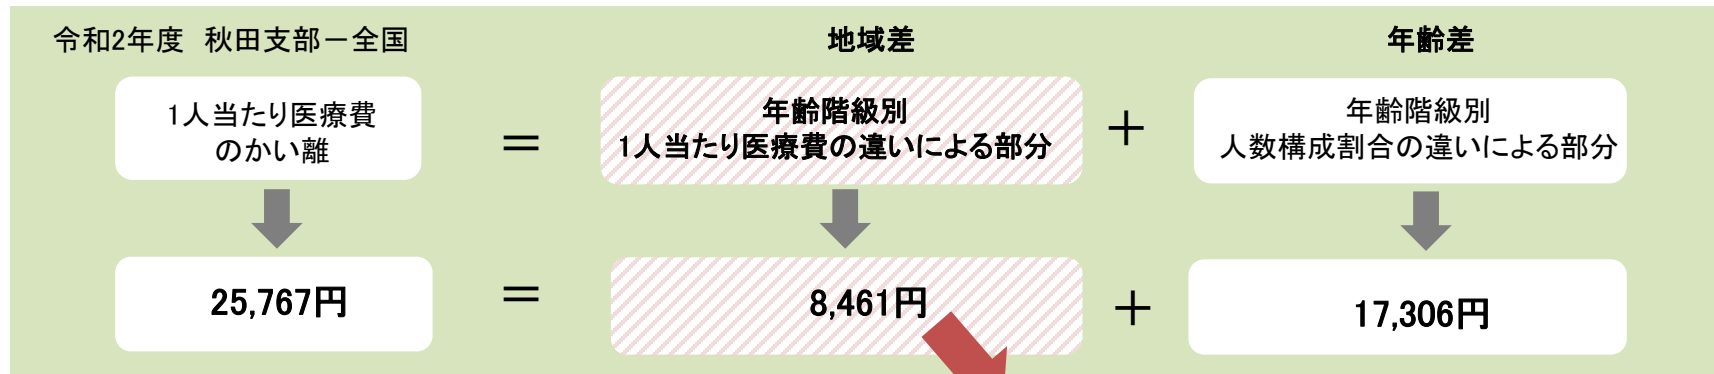 令和2年度 秋田支部－全国
地域差
年齢差
1人当たり医療費
のかい離
＝
年齢階級別
1人当たり医療費の違いによる部分
＋
年齢階級別
人数構成割合の違いによる部分
25,767円
＝
8,461円
＋
17,306円